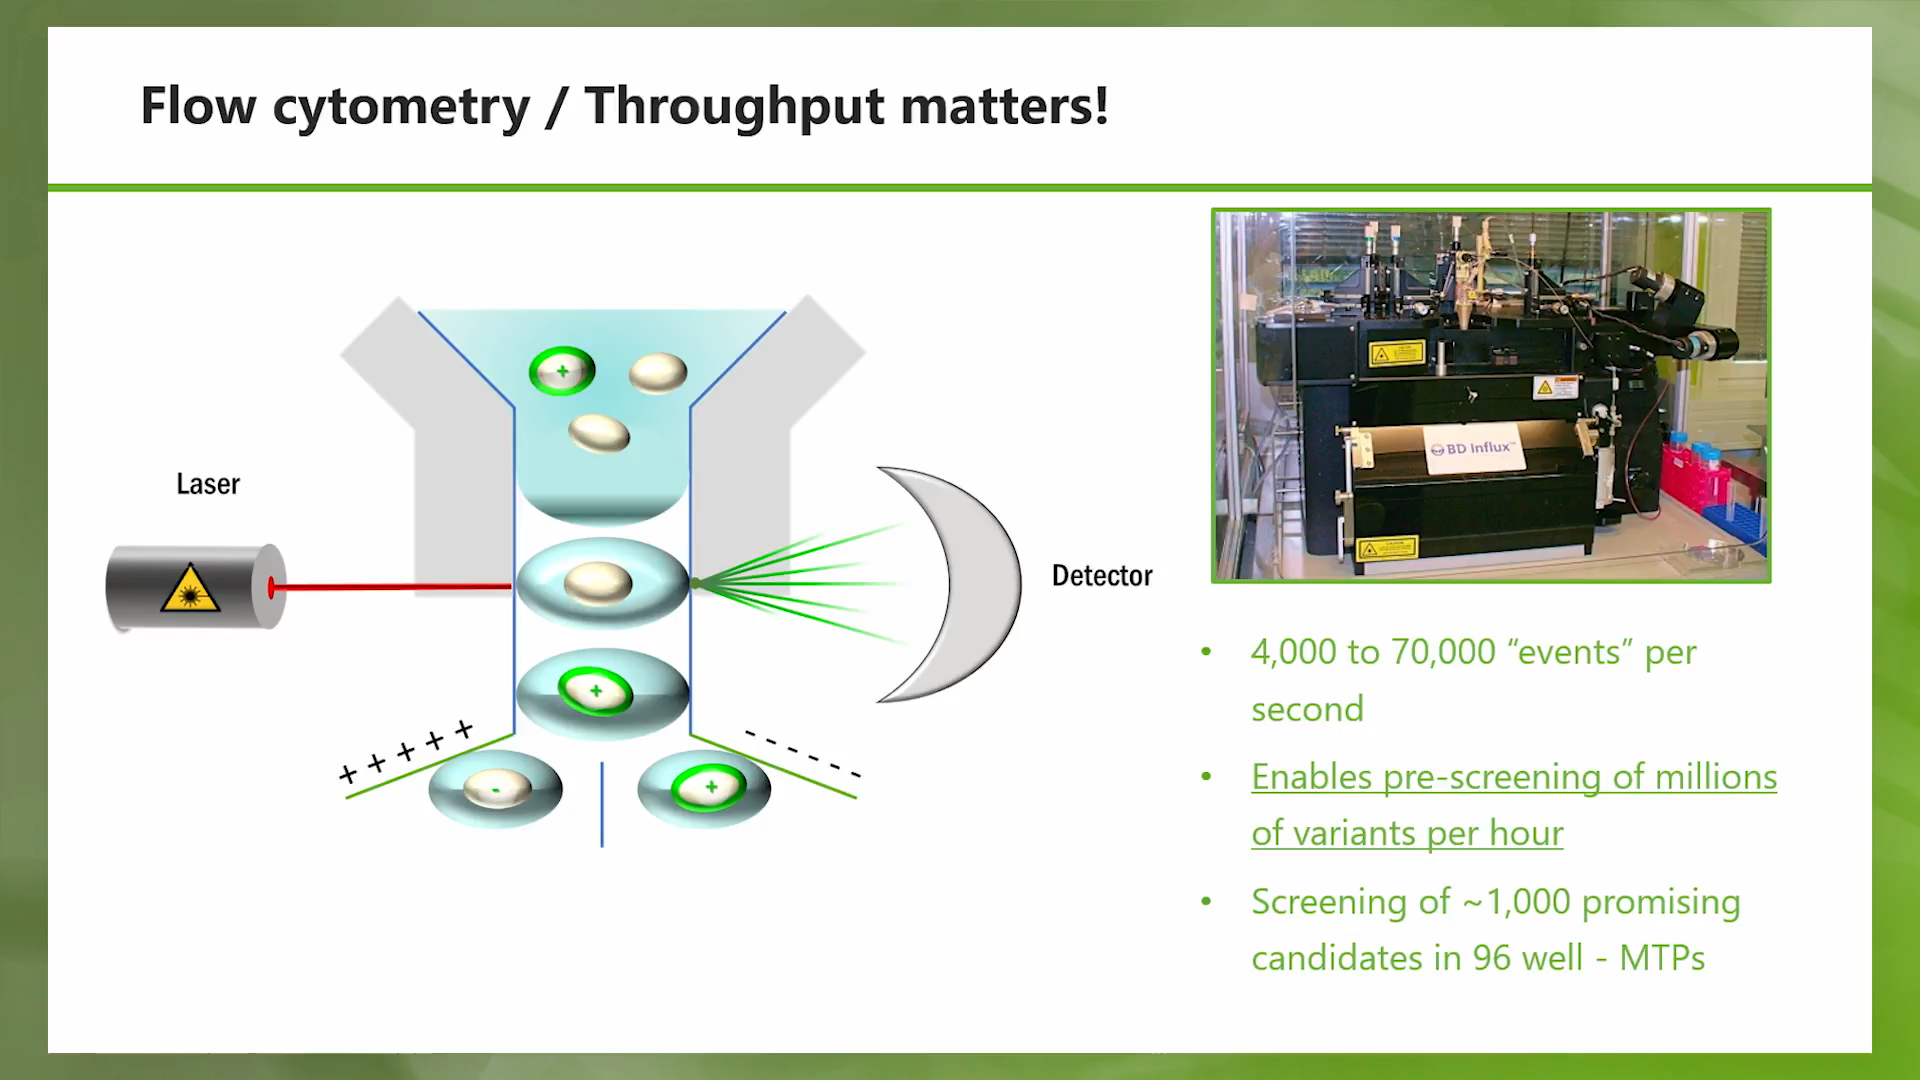 Flow cytometry / Throughput matters!
Laser
Detector
+
+
+
+ + + + +
- - - - -
-
+
BD Influx™
• 4,000 to 70,000 “events” per
second
• Enables pre-screening of millions
of variants per hour
• Screening of ~1,000 promising
candidates in 96 well - MTPs